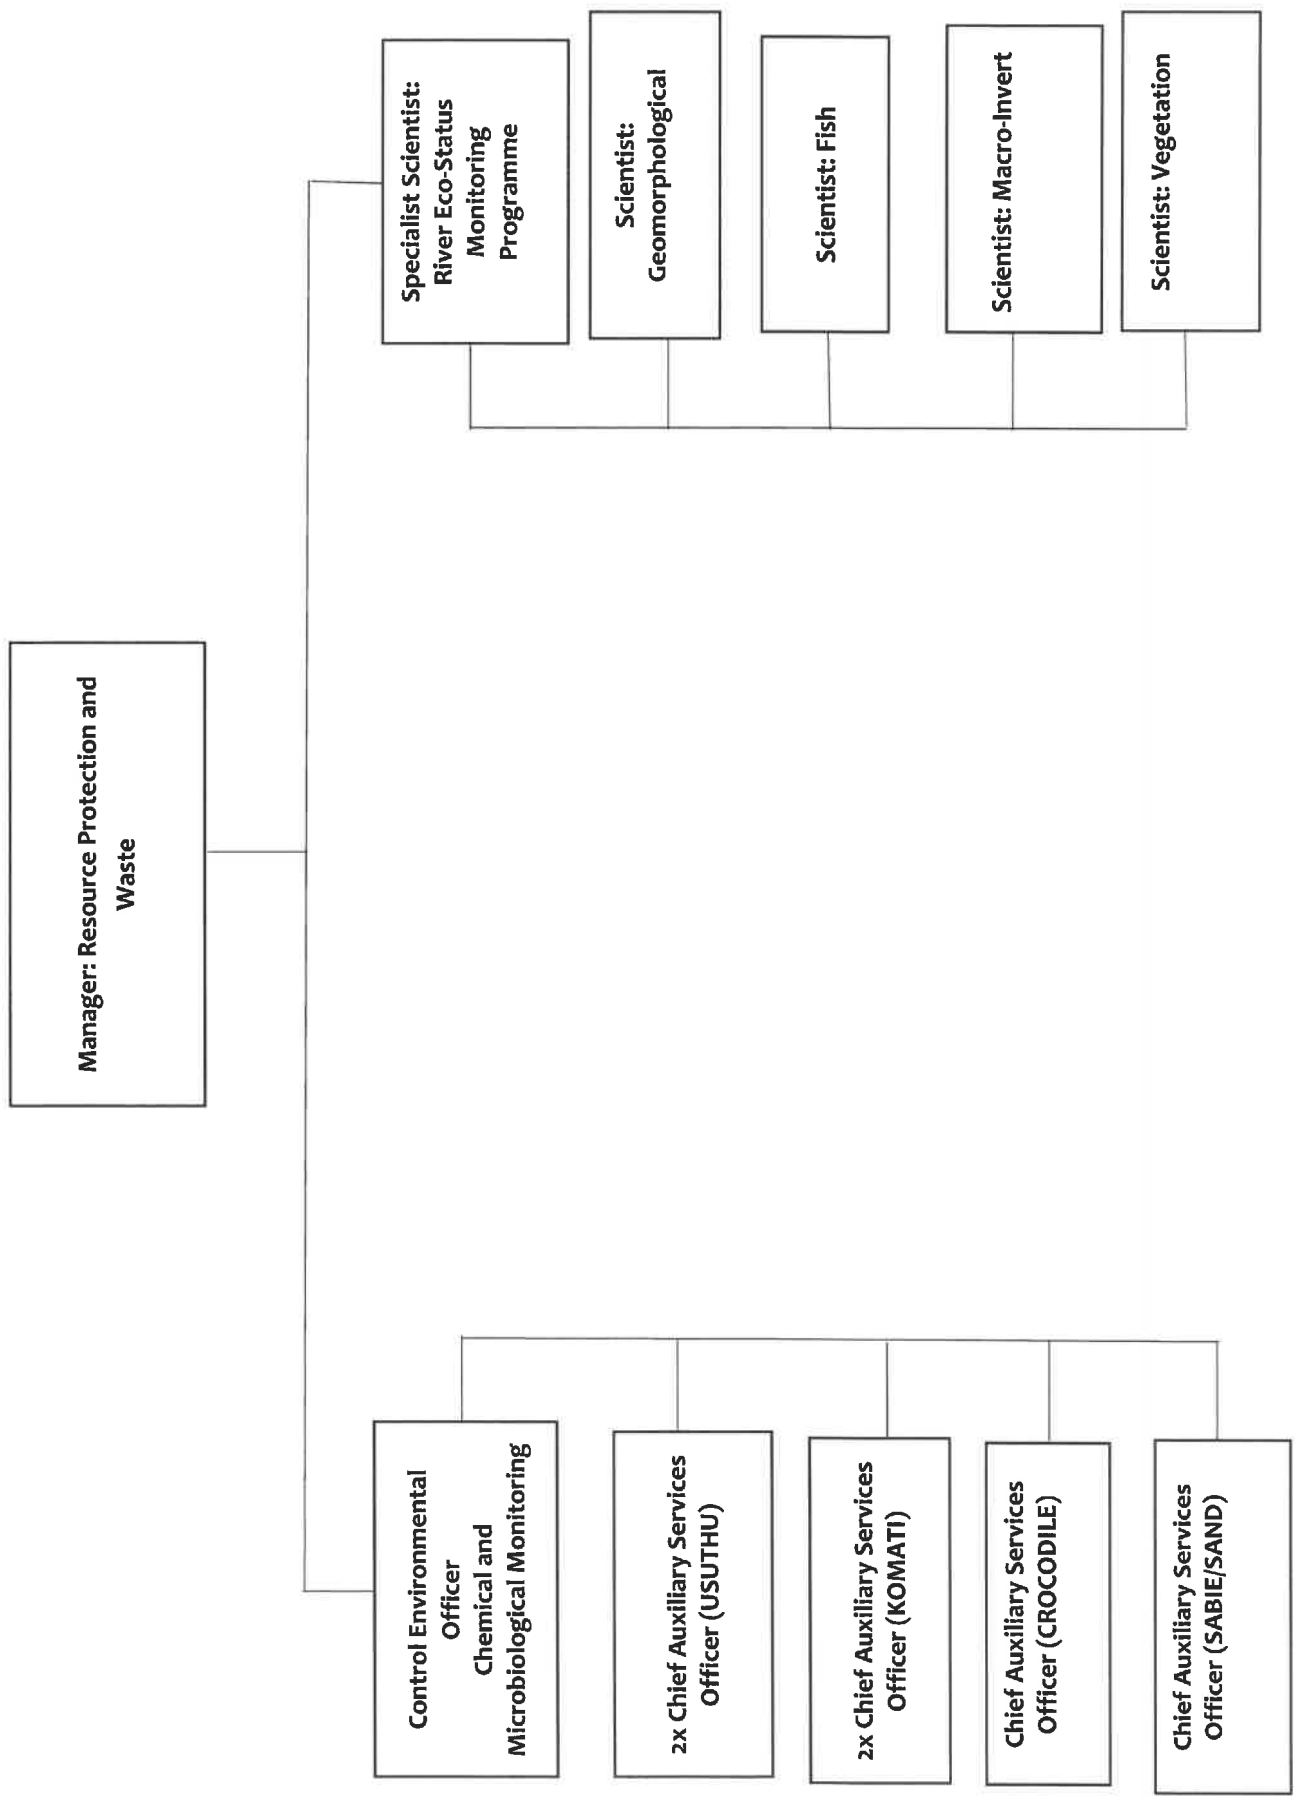 Manager: Resource Protection and
Waste
Control Environmental
Officer
Chemical and
Microbiological Monitoring
2x Chief Auxiliary Services
Officer (USUTHU)
2x Chief Auxiliary Services
Officer (KOMATI)
Chief Auxiliary Services
Officer (CROCODILE)
Chief Auxiliary Services
Officer (SABIE/SAND)
Specialist Scientist:
River Eco-Status
Monitoring
Programme
Scientist:
Geomorphological
Scientist: Fish
Scientist: Macro-Invert
Scientist: Vegetation